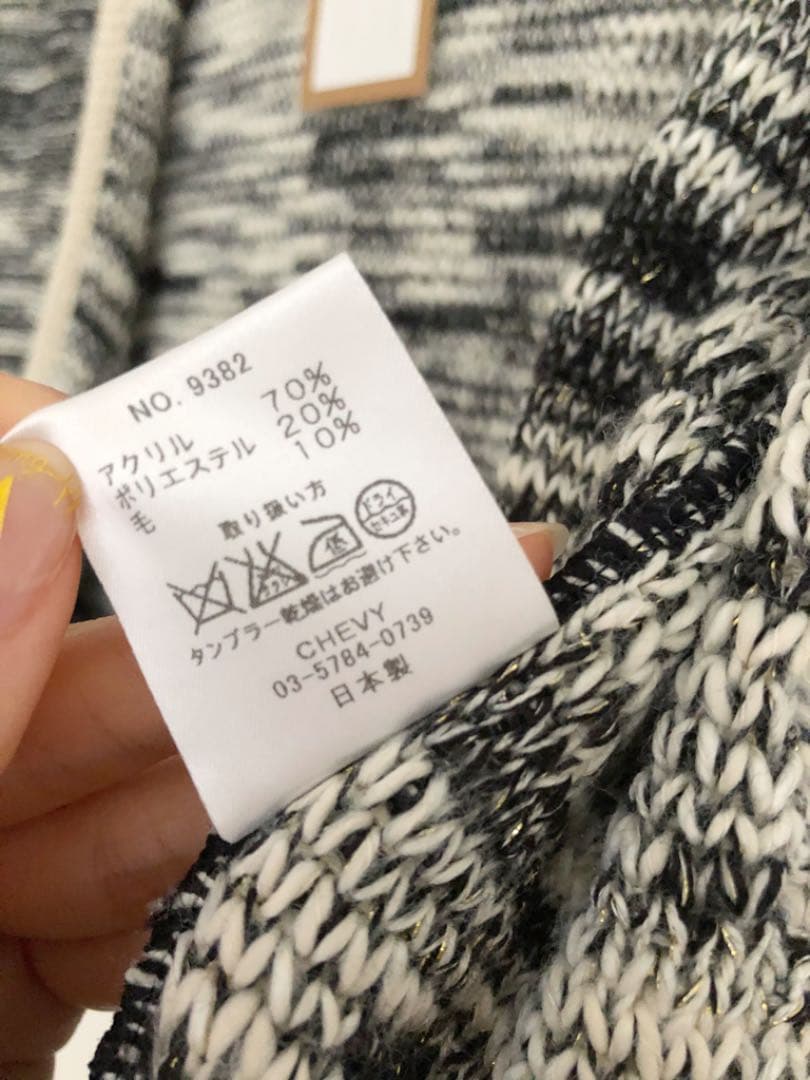 NO. 9382
アクリル 70%
ポリエステル 20%
毛 10%
取り扱い方
低
ドライ
セキユ系
タンブラー乾燥はお避け下さい。
CHEVY
03-5784-0739
日本製